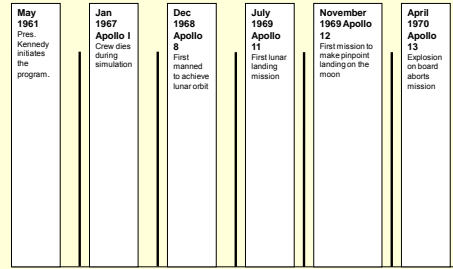 May
1961
Pres.
Kennedy
initiates
the
program.
Jan
1967
Apollo I
Crew dies
during
simulation
Dec
1968
Apollo
8
First
manned
to achieve
lunar orbit
July
1969
Apollo
11
First lunar
landing
mission
November
1969 Apollo
12
First mission to
make pinpoint
landing on the
moon
April
1970
Apollo
13
Explosion
on board
aborts
mission